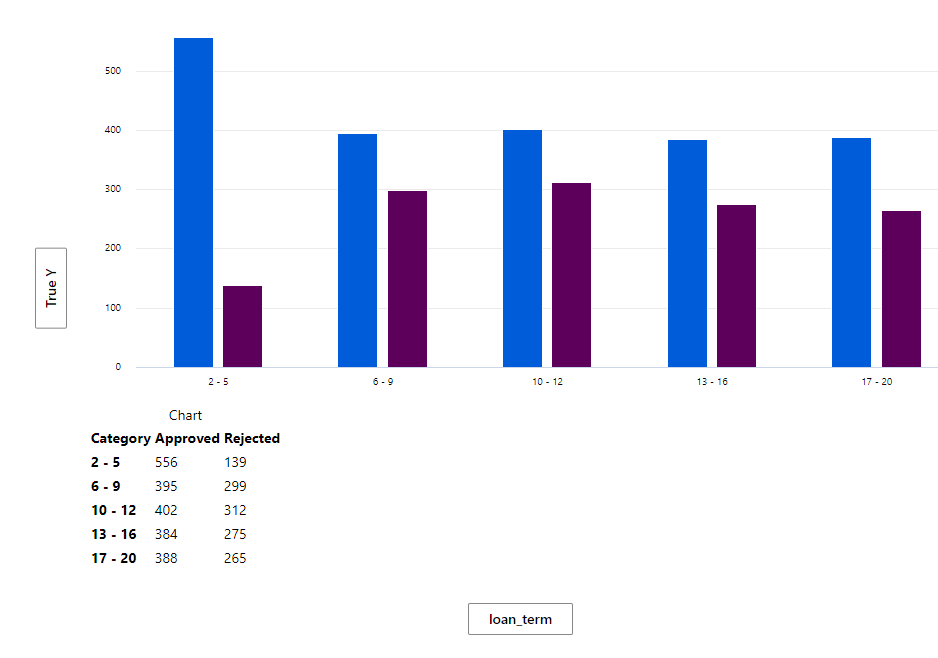 500
400
300
200
100
0
True Y
2 - 5 6 - 9 10 - 12 13 - 16 17 - 20
Chart
Category Approved Rejected
2 - 5 556 139
6 - 9 395 299
10 - 12 402 312
13 - 16 384 275
17 - 20 388 265
loan_term